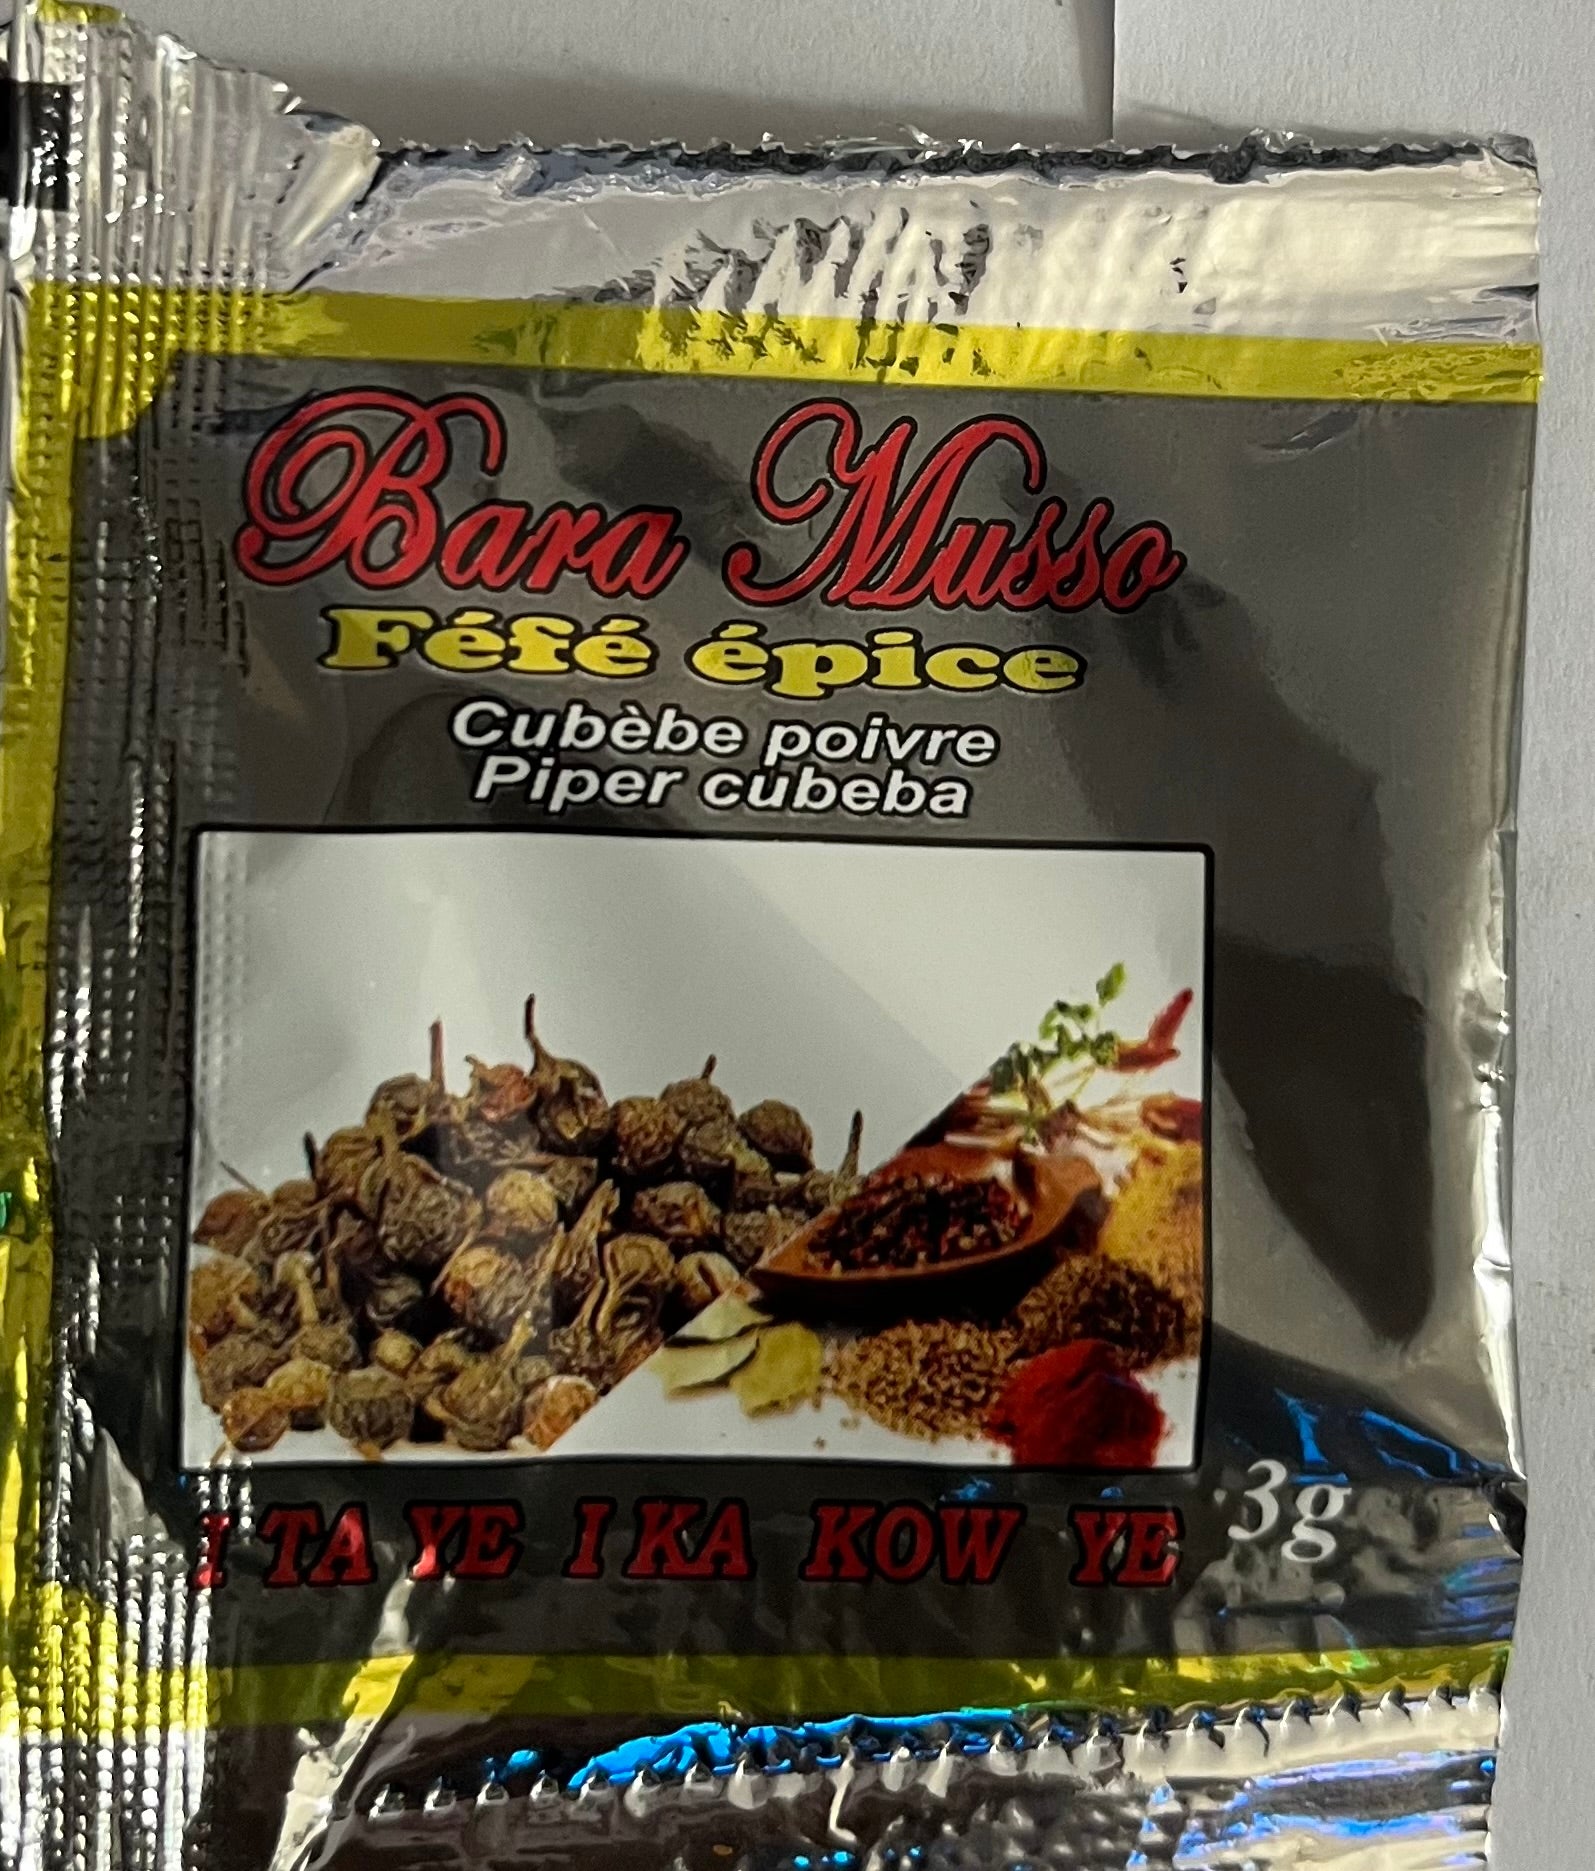 Bara Musso
Féfé épice
Cubèbe poivre
Piper cubeba
I TA YE I KA KOW YE
3g